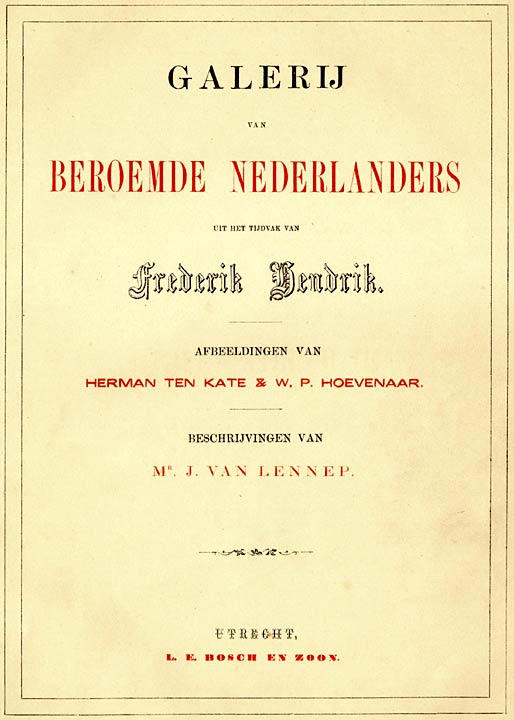 GALERIJ
VAN
BEROEMDE NEDERLANDERS
UIT HET TIJDVAK VAN
Frederik Hendrik.
AFBEELDINGEN VAN
HERMAN TEN KATE & W. P. HOEVENAAR.
BESCHRIJVINGEN VAN
MR. J. VAN LENNEP.
UTRECHT,
L. E. BOSCH EN ZOON.